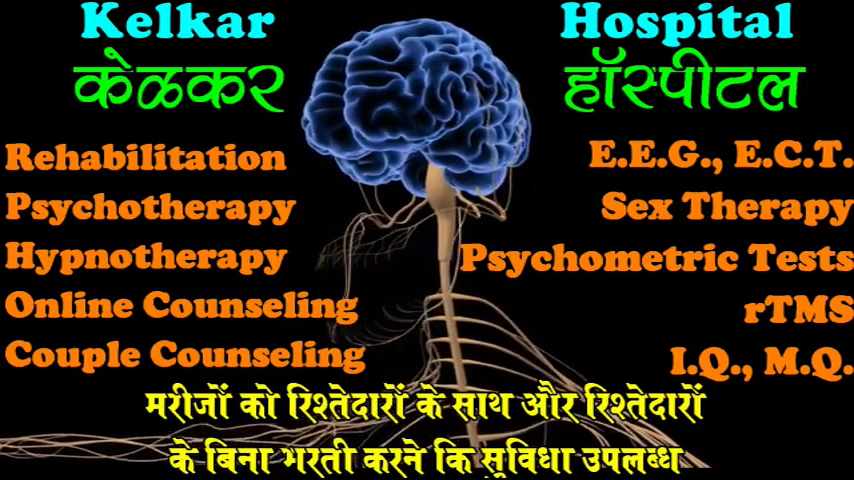 Kelkar Hospital
केळकर हॉस्पीटल
Rehabilitation
Psychotherapy
Hypnotherapy
Online Counseling
Couple Counseling
E.E.G., E.C.T.
Sex Therapy
Psychometric Tests
rTMS
I.Q., M.Q.
मरीजों को रिश्तेदारों के साथ और रिश्तेदारों
के बिना भरती करने कि सुविधा उपलब्ध